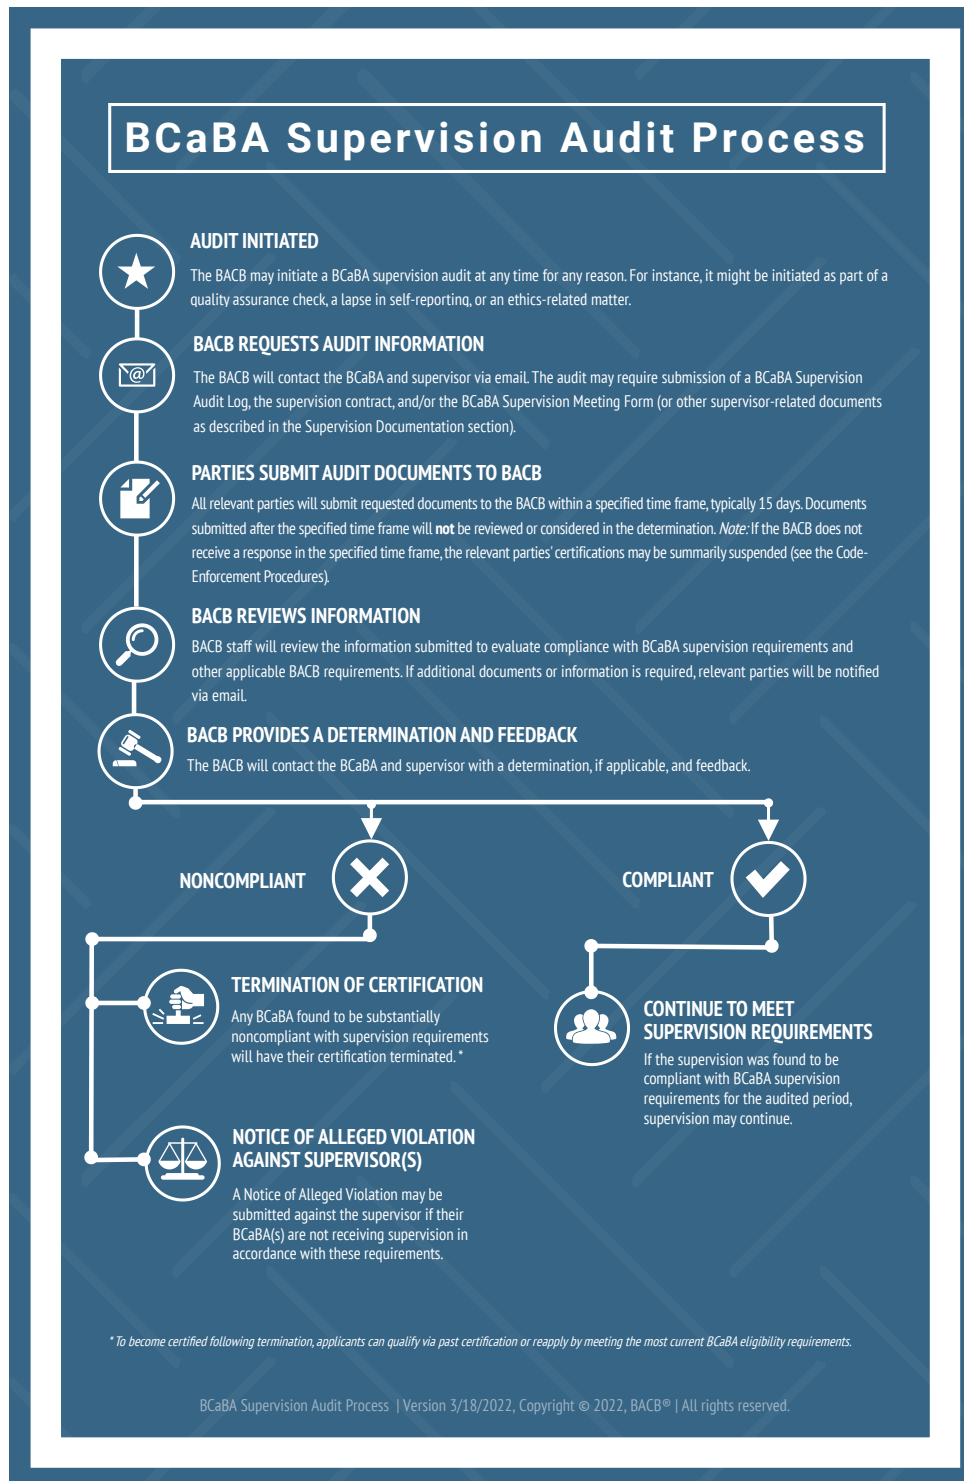 BCaBA Supervision Audit Process
AUDIT INITIATED
The BACB may initiate a BCaBA supervision audit at any time for any reason. For instance, it might be initiated as part of a
quality assurance check, a lapse in self-reporting, or an ethics-related matter.
BACB REQUESTS AUDIT INFORMATION
The BACB will contact the BCaBA and supervisor via email. The audit may require submission of a BCaBA Supervision
Audit Log, the supervision contract, and/or the BCaBA Supervision Meeting Form (or other supervisor-related documents
as described in the Supervision Documentation section).
PARTIES SUBMIT AUDIT DOCUMENTS TO BACB
All relevant parties will submit requested documents to the BACB within a specified time frame, typically 15 days. Documents
submitted after the specified time frame will not be reviewed or considered in the determination. Note: If the BACB does not
receive a response in the specified time frame, the relevant parties' certifications may be summarily suspended (see the Code-
Enforcement Procedures).
BACB REVIEWS INFORMATION
BACB staff will review the information submitted to evaluate compliance with BCaBA supervision requirements and
other applicable BACB requirements. If additional documents or information is required, relevant parties will be notified
via email.
BACB PROVIDES A DETERMINATION AND FEEDBACK
The BACB will contact the BCaBA and supervisor with a determination, if applicable, and feedback.
NONCOMPLIANT
COMPLIANT
TERMINATION OF CERTIFICATION
Any BCaBA found to be substantially
noncompliant with supervision requirements
will have their certification terminated. *
NOTICE OF ALLEGED VIOLATION
AGAINST SUPERVISOR(S)
A Notice of Alleged Violation may be
submitted against the supervisor if their
BCaBA(s) are not receiving supervision in
accordance with these requirements.
CONTINUE TO MEET
SUPERVISION REQUIREMENTS
If the supervision was found to be
compliant with BCaBA supervision
requirements for the audited period,
supervision may continue.
* To become certified following termination, applicants can qualify via past certification or reapply by meeting the most current BCaBA eligibility requirements.
BCaBA Supervision Audit Process | Version 3/18/2022, Copyright © 2022, BACB® | All rights reserved.